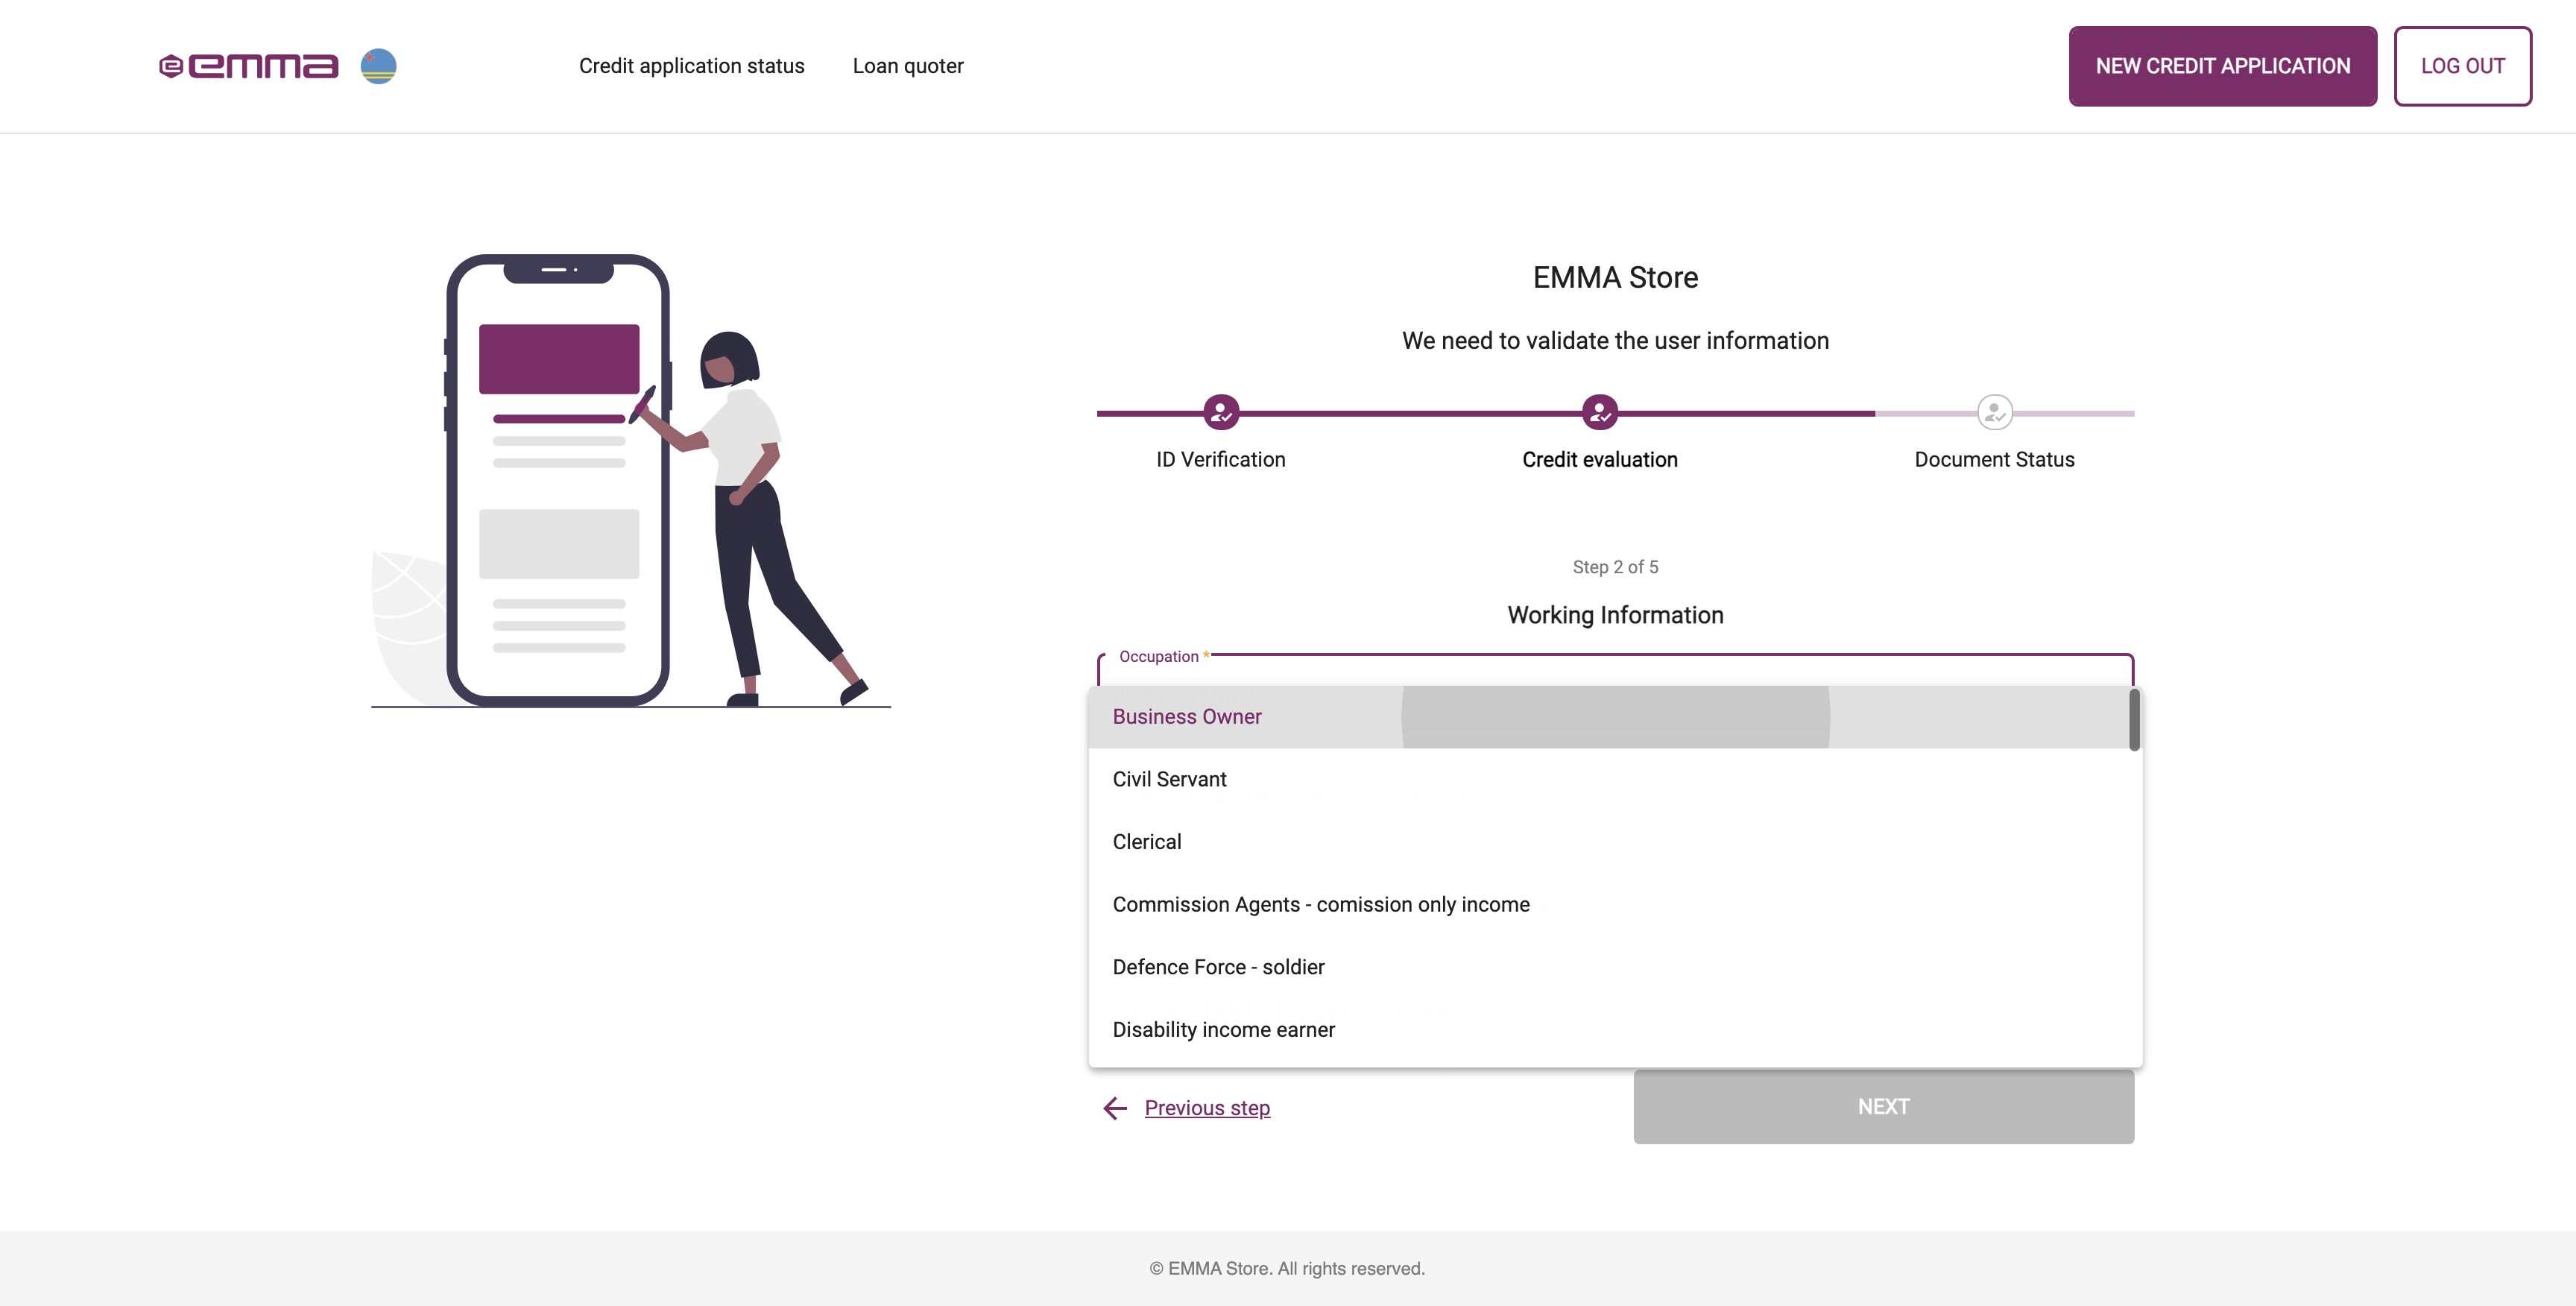 emma
Credit application status
Loan quoter
NEW CREDIT APPLICATION
LOG OUT
EMMA Store
We need to validate the user information
ID Verification
Credit evaluation
Document Status
Step 2 of 5
Working Information
Occupation *
Business Owner
Civil Servant
Clerical
Commission Agents - comission only income
Defence Force - soldier
Disability income earner
Previous step
NEXT
© EMMA Store. All rights reserved.